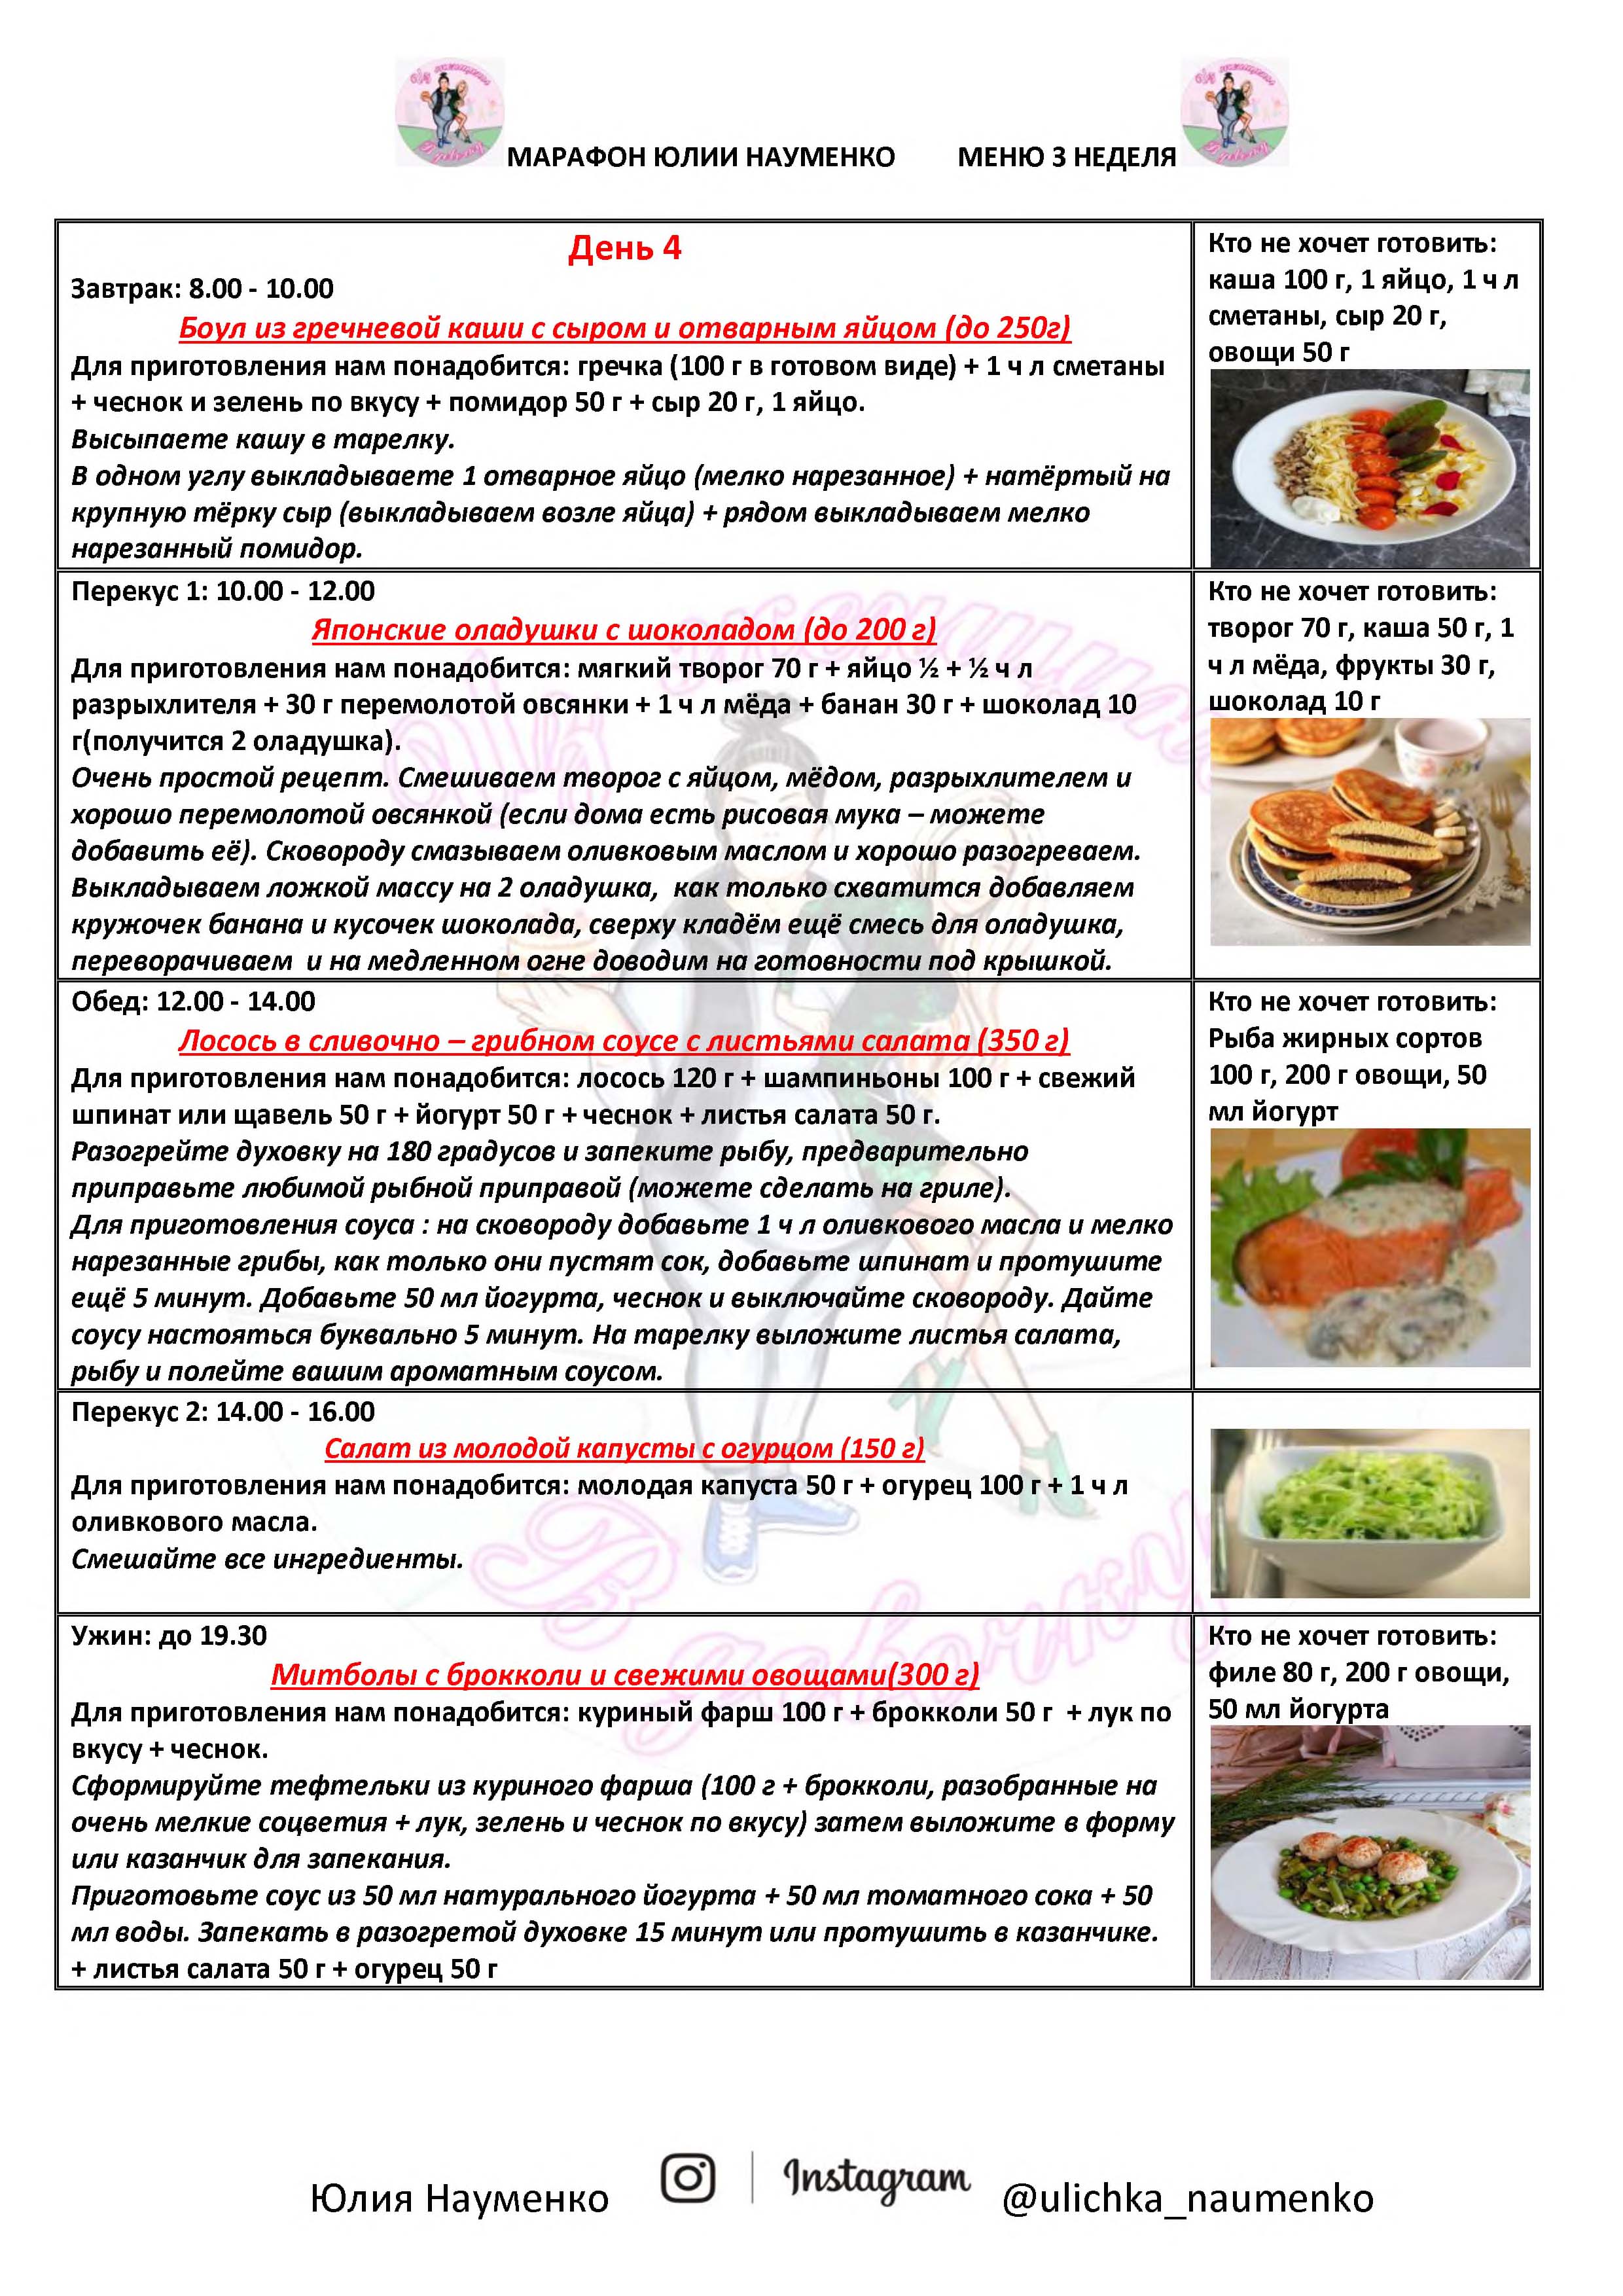 МАРАФОН ЮЛИИ НАУМЕНКО МЕНЮ 3 НЕДЕЛЯ
День 4
Завтрак: 8.00 - 10.00
Боул из гречневой каши с сыром и отварным яйцом (до 250г)
Для приготовления нам понадобится: гречка (100 г в готовом виде) + 1 ч л сметаны
+ чеснок и зелень по вкусу + помидор 50 г + сыр 20 г, 1 яйцо.
Высыпаете кашу в тарелку.
В одном углу выкладываете 1 отварное яйцо (мелко нарезанное) + натёртый на
крупную тёрку сыр (выкладываем возле яйца) + рядом выкладываем мелко
нарезанный помидор.
Кто не хочет готовить:
каша 100 г, 1 яйцо, 1 ч л
сметаны, сыр 20 г,
овощи 50 г
Перекус 1: 10.00 - 12.00
Японские оладушки с шоколадом (до 200 г)
Для приготовления нам понадобится: мягкий творог 70 г + яйцо ½ + ½ ч л
разрыхлителя + 30 г перемолотой овсянки + 1 ч л мёда + банан 30 г + шоколад 10
г(получится 2 оладушка).
Очень простой рецепт. Смешиваем творог с яйцом, мёдом, разрыхлителем и
хорошо перемолотой овсянкой (если дома есть рисовая мука – можете
добавить её). Сковороду смазываем оливковым маслом и хорошо разогреваем.
Выкладываем ложкой массу на 2 оладушка, как только схватится добавляем
кружочек банана и кусочек шоколада, сверху кладём ещё смесь для оладушка,
переворачиваем и на медленном огне доводим на готовности под крышкой.
Кто не хочет готовить:
творог 70 г, каша 50 г, 1
ч л мёда, фрукты 30 г,
шоколад 10 г
Обед: 12.00 - 14.00
Лосось в сливочно – грибном соусе с листьями салата (350 г)
Для приготовления нам понадобится: лосось 120 г + шампиньоны 100 г + свежий
шпинат или щавель 50 г + йогурт 50 г + чеснок + листья салата 50 г.
Разогрейте духовку на 180 градусов и запеките рыбу, предварительно
приправьте любимой рыбной приправой (можете сделать на гриле).
Для приготовления соуса : на сковороду добавьте 1 ч л оливкового масла и мелко
нарезанные грибы, как только они пустят сок, добавьте шпинат и протушите
ещё 5 минут. Добавьте 50 мл йогурта, чеснок и выключайте сковороду. Дайте
соусу настояться буквально 5 минут. На тарелку выложите листья салата,
рыбу и полейте вашим ароматным соусом.
Кто не хочет готовить:
Рыба жирных сортов
100 г, 200 г овощи, 50
мл йогурт
Перекус 2: 14.00 - 16.00
Салат из молодой капусты с огурцом (150 г)
Для приготовления нам понадобится: молодая капуста 50 г + огурец 100 г + 1 ч л
оливкового масла.
Смешайте все ингредиенты.
Ужин: до 19.30
Митболы с брокколи и свежими овощами(300 г)
Для приготовления нам понадобится: куриный фарш 100 г + брокколи 50 г + лук по
вкусу + чеснок.
Сформируйте тефтельки из куриного фарша (100 г + брокколи, разобранные на
очень мелкие соцветия + лук, зелень и чеснок по вкусу) затем выложите в форму
или казанчик для запекания.
Приготовьте соус из 50 мл натурального йогурта + 50 мл томатного сока + 50
мл воды. Запекать в разогретой духовке 15 минут или протушить в казанчике.
+ листья салата 50 г + огурец 50 г
Кто не хочет готовить:
филе 80 г, 200 г овощи,
50 мл йогурта
Из женщины
В девочку
Юлия Науменко Instagram @ulichka_naumenko